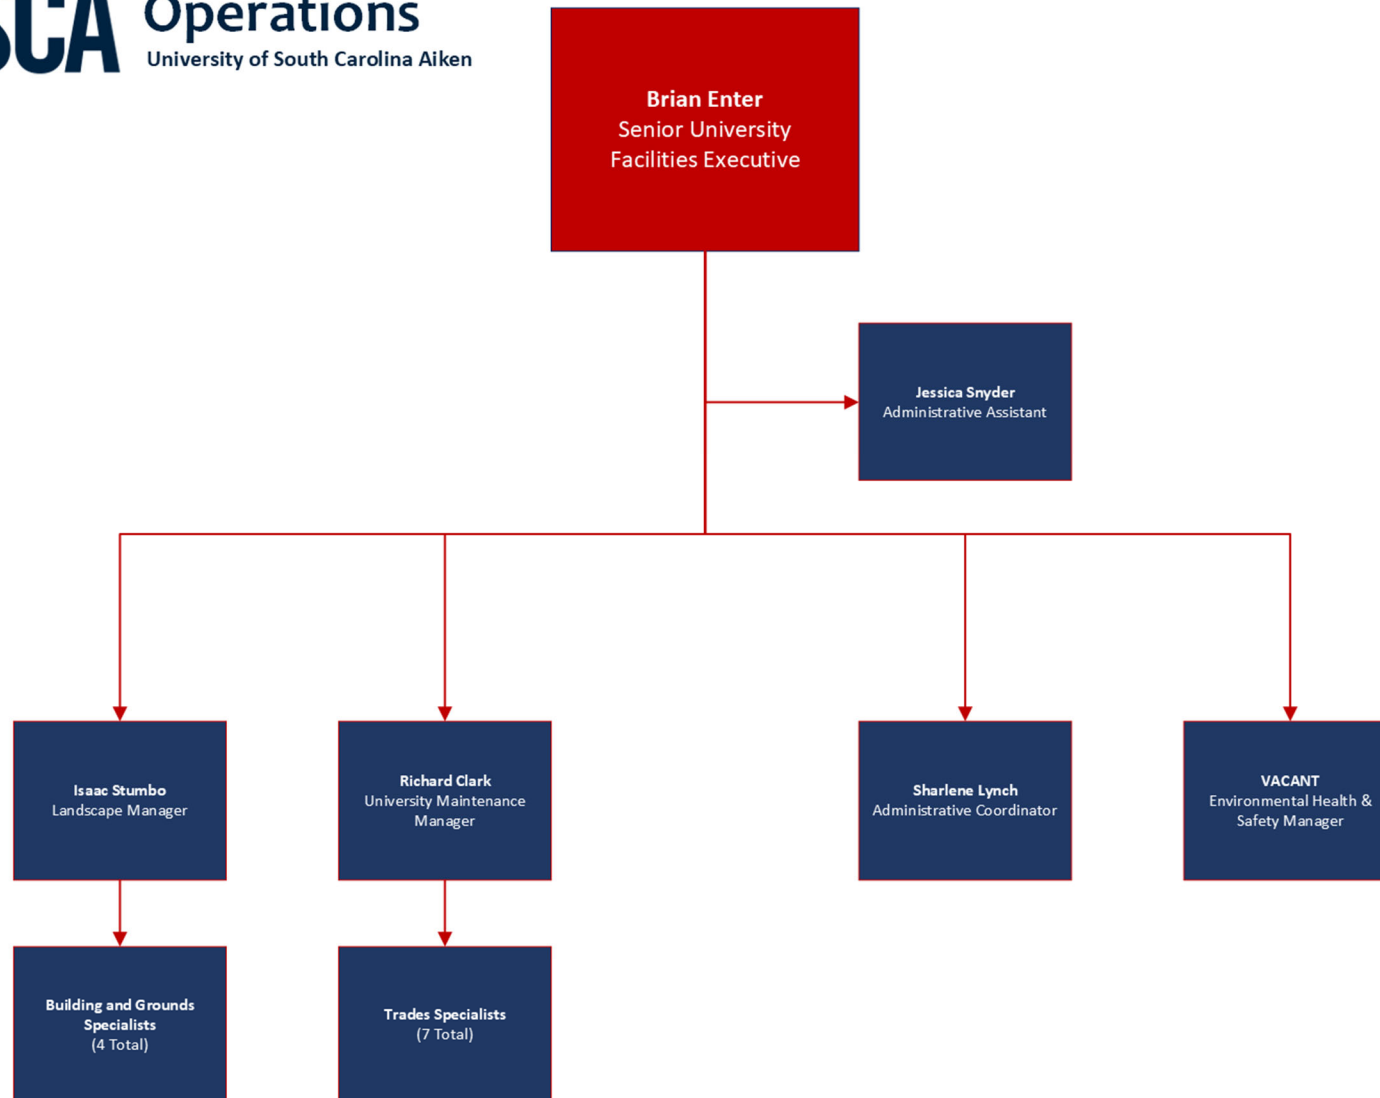 Operations
University of South Carolina Aiken
Brian Enter
Senior University
Facilities Executive
Jessica Snyder
Administrative Assistant
Isaac Stumbo
Landscape Manager
Richard Clark
University Maintenance
Manager
Sharlene Lynch
Administrative Coordinator
VACANT
Environmental Health &
Safety Manager
Building and Grounds
Specialists
(4 Total)
Trades Specialists
(7 Total)